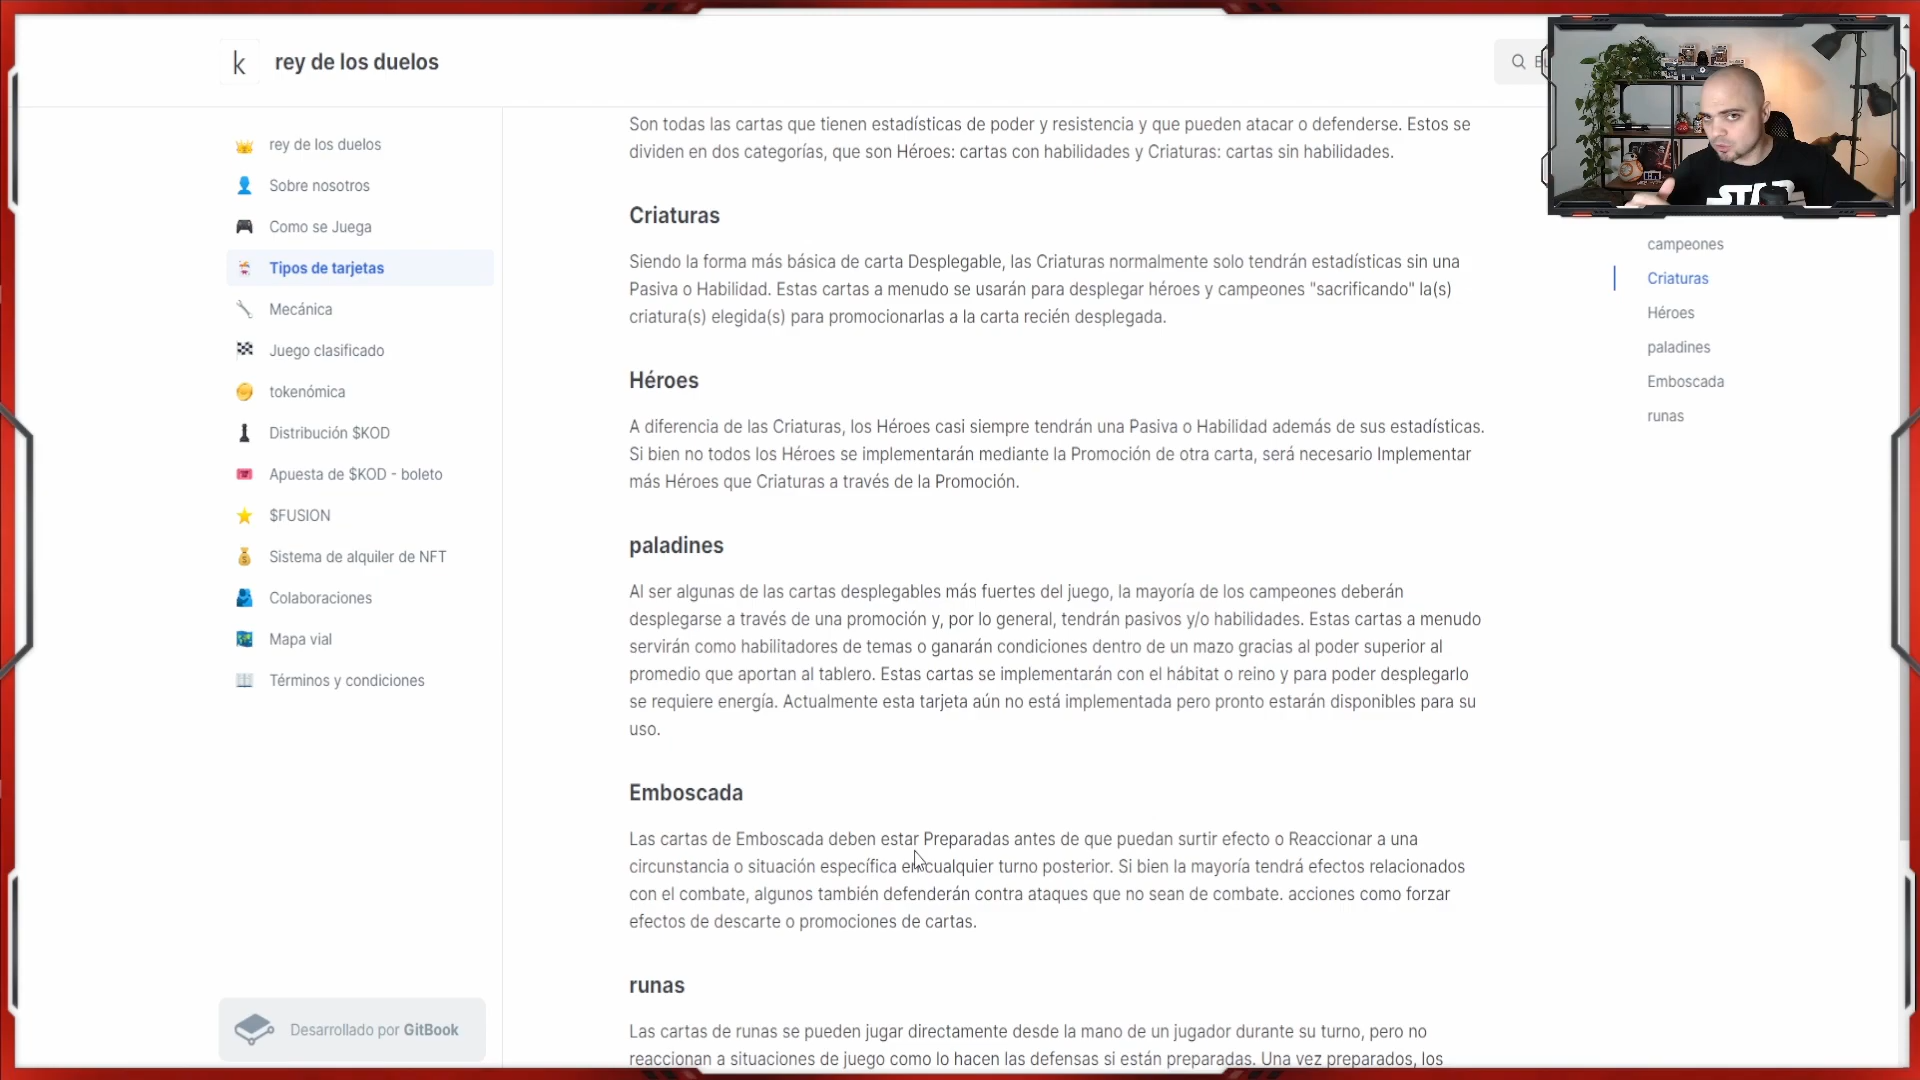 k
rey de los duelos
rey de los duelos
Sobre nosotros
Como se Juega
Tipos de tarjetas
Mecánica
Juego clasificado
tokenómica
Distribución $KOD
Apuesta de $KOD - boleto
$FUSION
Sistema de alquiler de NFT
Colaboraciones
Mapa vial
Términos y condiciones
Desarrollado por GitBook
Son todas las cartas que tienen estadísticas de poder y resistencia y que pueden atacar o defenderse. Estos se
dividen en dos categorías, que son Héroes: cartas con habilidades y Criaturas: cartas sin habilidades.
Criaturas
Siendo la forma más básica de carta Desplegable, las Criaturas normalmente solo tendrán estadísticas sin una
Pasiva o Habilidad. Estas cartas a menudo se usarán para desplegar héroes y campeones "sacrificando" la(s)
criatura(s) elegida(s) para promocionarlas a la carta recién desplegada.
Héroes
A diferencia de las Criaturas, los Héroes casi siempre tendrán una Pasiva o Habilidad además de sus estadísticas.
Si bien no todos los Héroes se implementarán mediante la Promoción de otra carta, será necesario Implementar
más Héroes que Criaturas a través de la Promoción.
paladines
Al ser algunas de las cartas desplegables más fuertes del juego, la mayoría de los campeones deberán
desplegarse a través de una promoción y, por lo general, tendrán pasivos y/o habilidades. Estas cartas a menudo
servirán como habilitadores de temas o ganarán condiciones dentro de un mazo gracias al poder superior al
promedio que aportan al tablero. Estas cartas se implementarán con el hábitat o reino y para poder desplegarlo
se requiere energía. Actualmente esta tarjeta aún no está implementada pero pronto estarán disponibles para su
uso.
Emboscada
Las cartas de Emboscada deben estar Preparadas antes de que puedan surtir efecto o Reaccionar a una
circunstancia o situación específica en cualquier turno posterior. Si bien la mayoría tendrá efectos relacionados
con el combate, algunos también defenderán contra ataques que no sean de combate. acciones como forzar
efectos de descarte o promociones de cartas.
runas
Las cartas de runas se pueden jugar directamente desde la mano de un jugador durante su turno, pero no
reaccionan a situaciones de juego como lo hacen las defensas si están preparadas. Una vez preparados, los
campeones
Criaturas
Héroes
paladines
Emboscada
runas